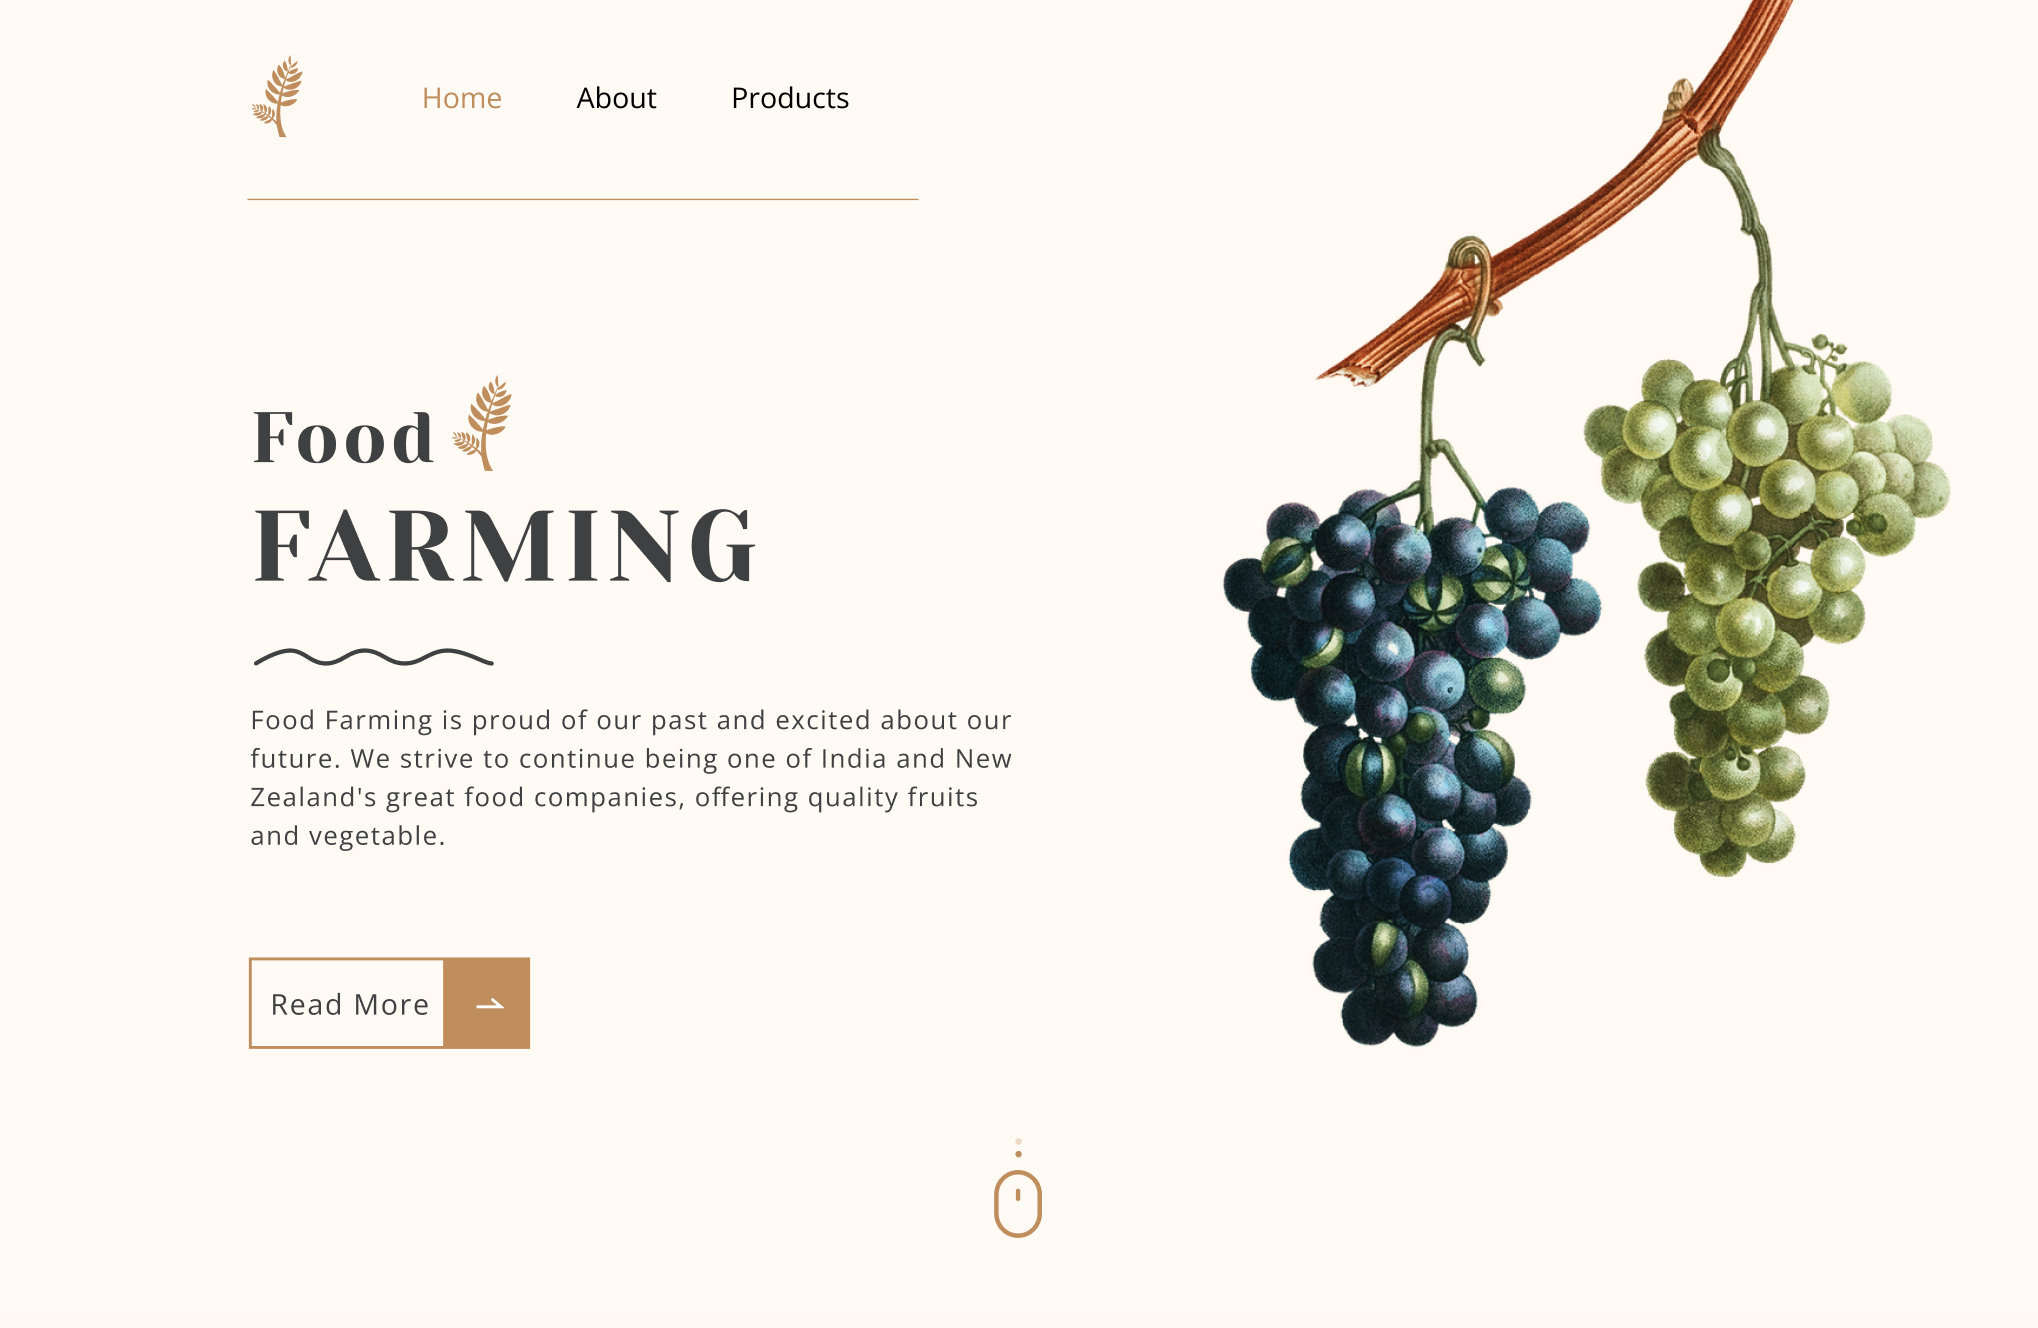 Home About Products
Food
FARMING
Food Farming is proud of our past and excited about our
future. We strive to continue being one of India and New
Zealand's great food companies, offering quality fruits
and vegetable.
Read More